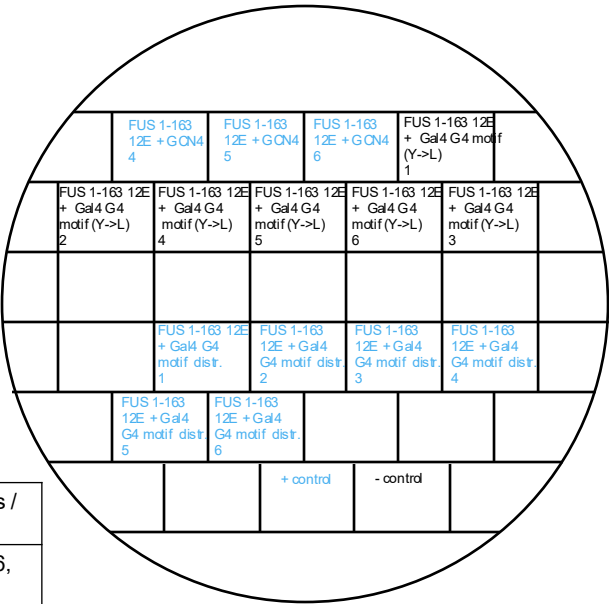 FUS 1-163
12E + GCN4
4
FUS 1-163
12E + GCN4
5
FUS 1-163
12E + GCN4
6
FUS 1-163 12E
+ Gal4 G4 motif
(Y->L)
1
FUS 1-163 12E
+ Gal4 G4
motif (Y->L)
2
FUS 1-163 12E
+ Gal4 G4
motif (Y->L)
4
FUS 1-163 12E
+ Gal4 G4
motif (Y->L)
5
FUS 1-163 12E
+ Gal4 G4
motif (Y->L)
6
FUS 1-163 12E
+ Gal4 G4
motif (Y->L)
3
FUS 1-163 12E
+ Gal4 G4
motif distr.
1
FUS 1-163
12E + Gal4
G4 motif distr.
2
FUS 1-163
12E + Gal4
G4 motif distr.
3
FUS 1-163
12E + Gal4
G4 motif distr.
4
FUS 1-163
12E + Gal4
G4 motif distr.
5
FUS 1-163
12E + Gal4
G4 motif distr.
6
+ control
- control
s /
6,